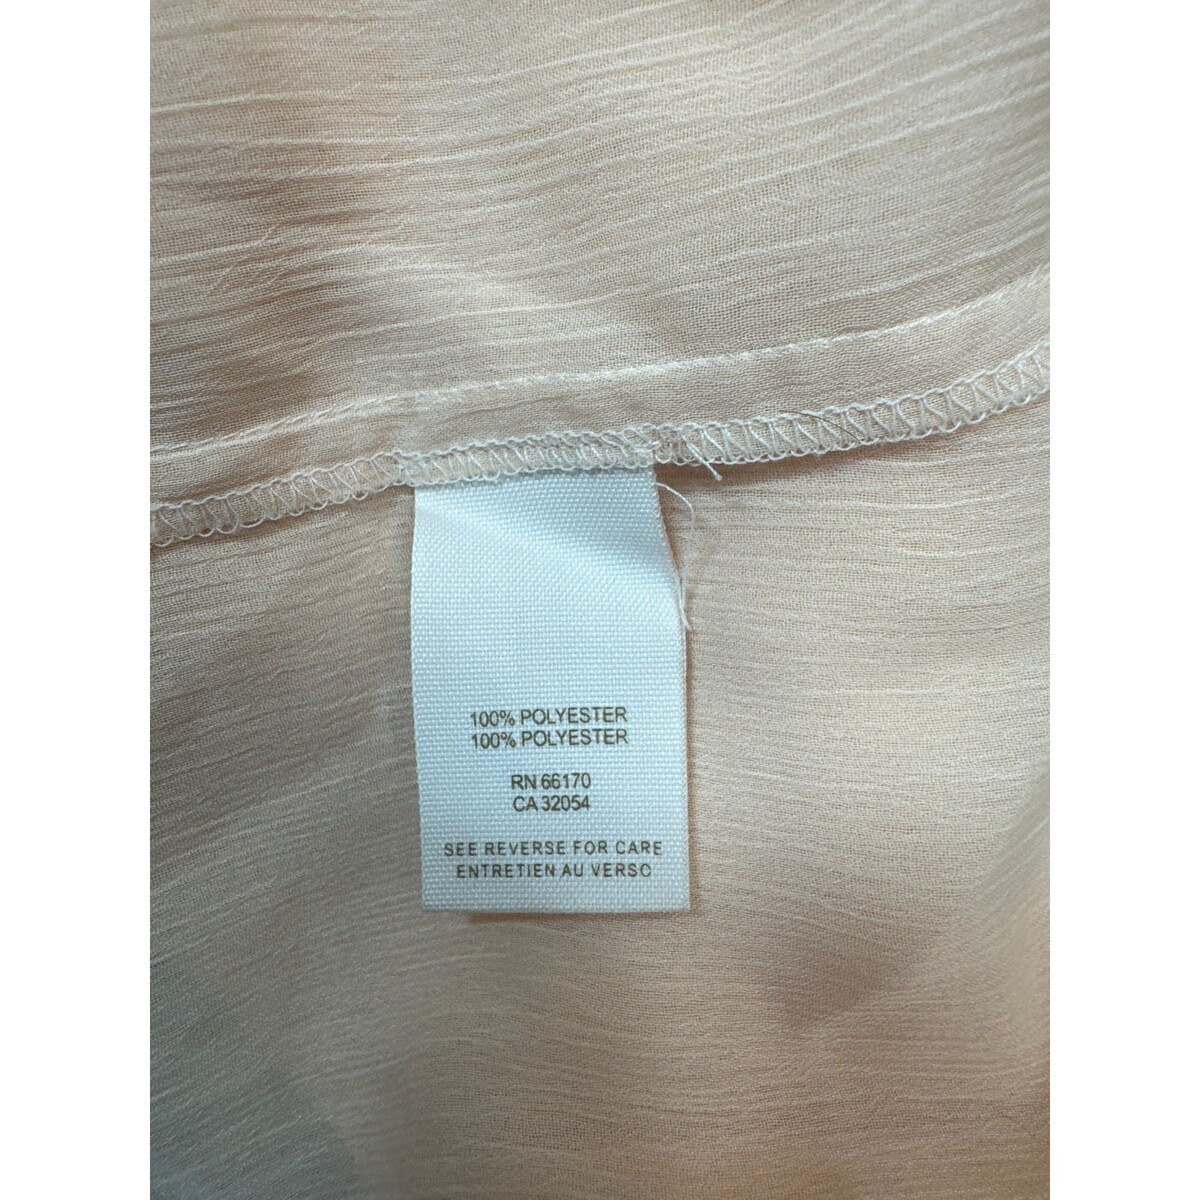 100% POLYESTER
100% POLYESTER
RN 66170
CA 32054
SEE REVERSE FOR CARE
ENTRETIEN AU VERSO